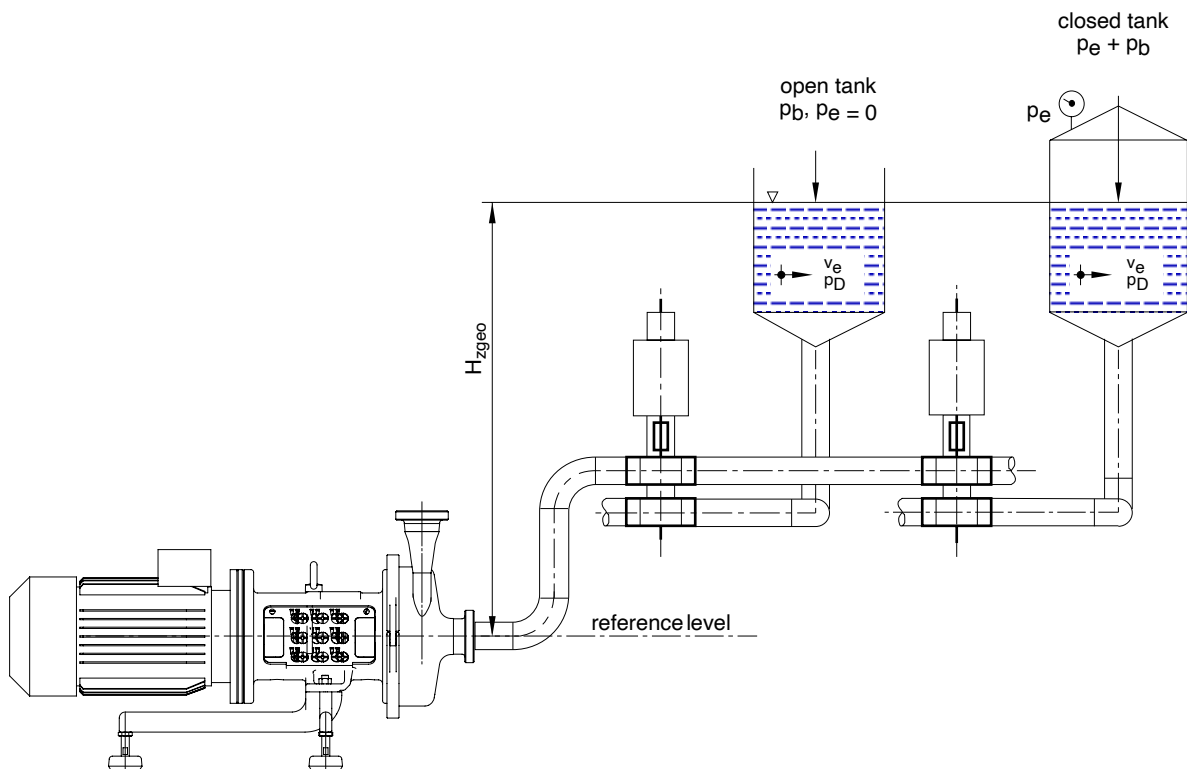 closed tank
pe + pb
open tank
pb, pe = 0
pe
ve
pD
ve
pD
Hzgeo
reference level